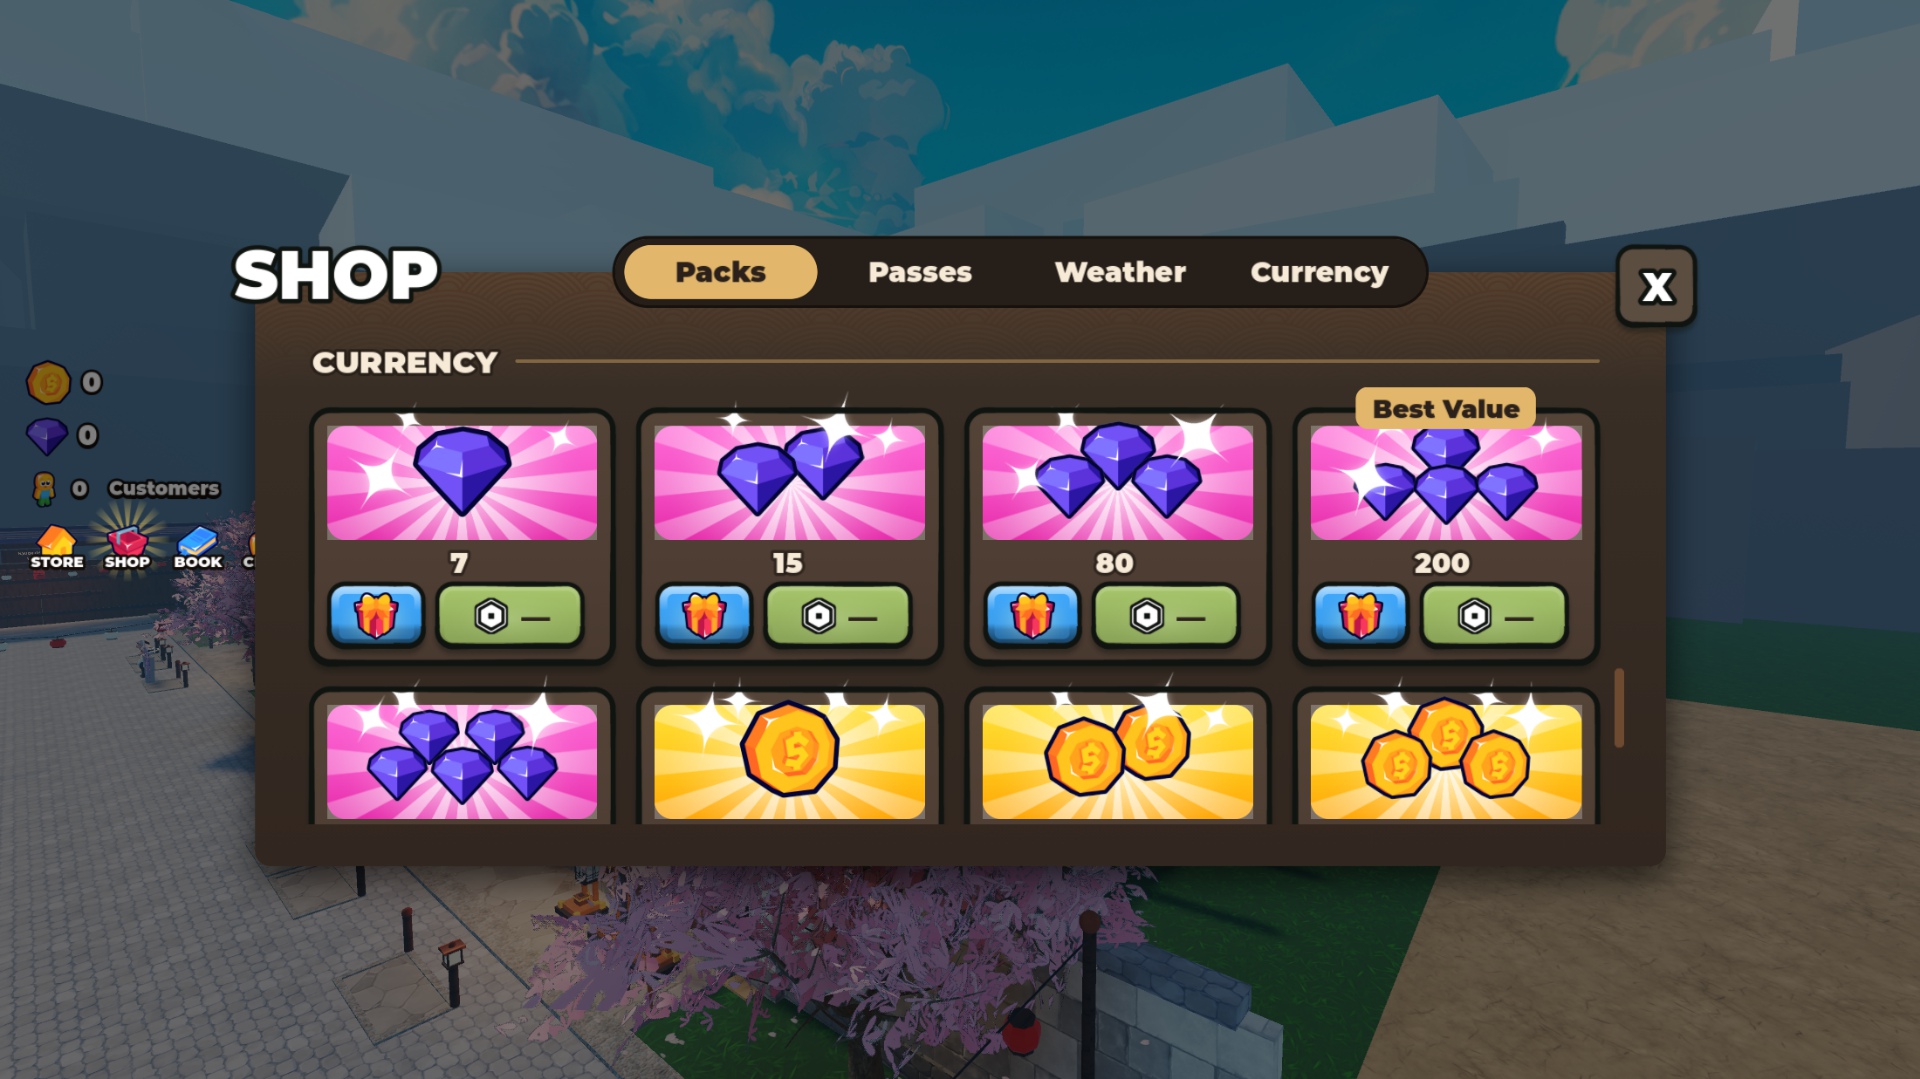 SHOP
Packs
Passes
Weather
Currency
X
CURRENCY
Best Value
0
0
0 Customers
STORE
SHOP
BOOK
7
15
80
200
—
—
—
—